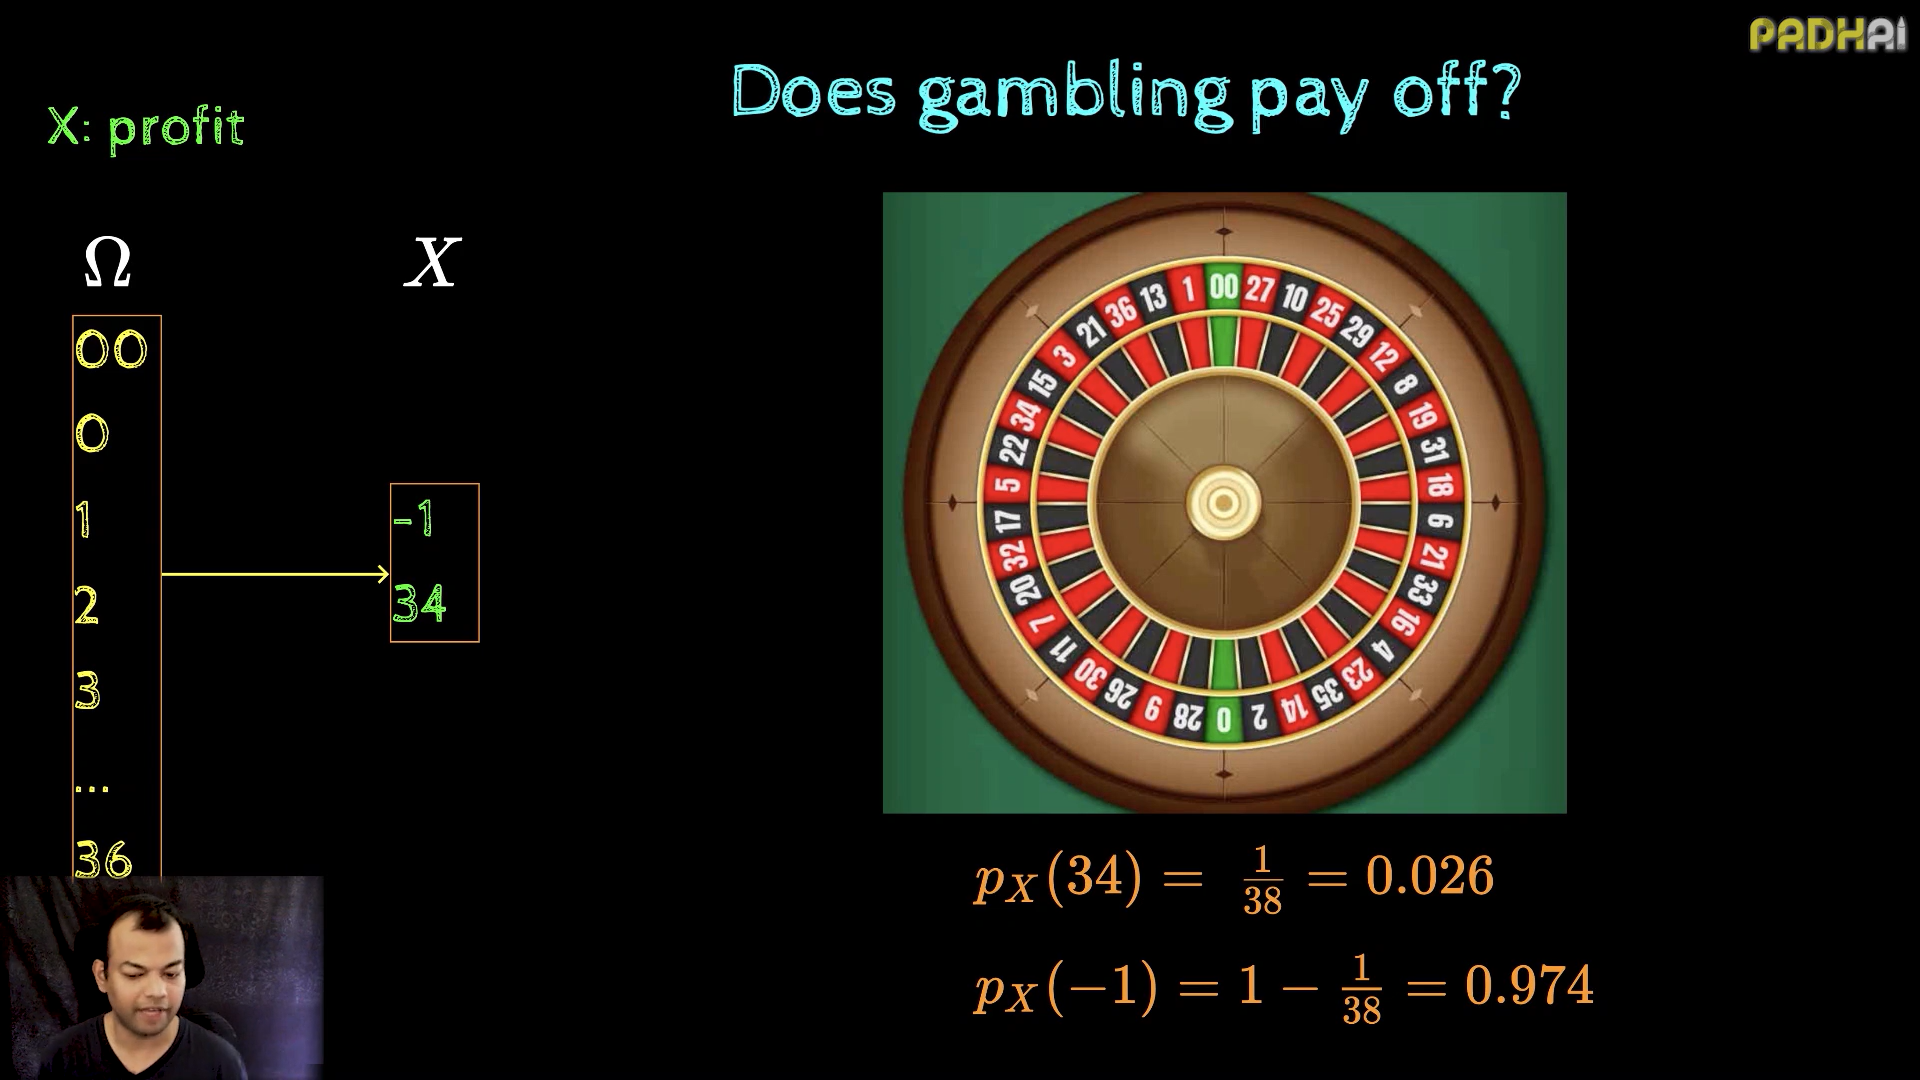 PADHAI
Does gambling pay off?
X: profit
Ω X
00
0
1
2
3
...
36
-1
34
00 27 10 25 29 12 8 19 31 18 6 21 33 16 4 23 35 14 2 0 28 9 26 30 11 7 20 32 17 5 22 34 15 3 21 36 13 1
p_X(34) = 1/38 = 0.026
p_X(−1) = 1 − 1/38 = 0.974